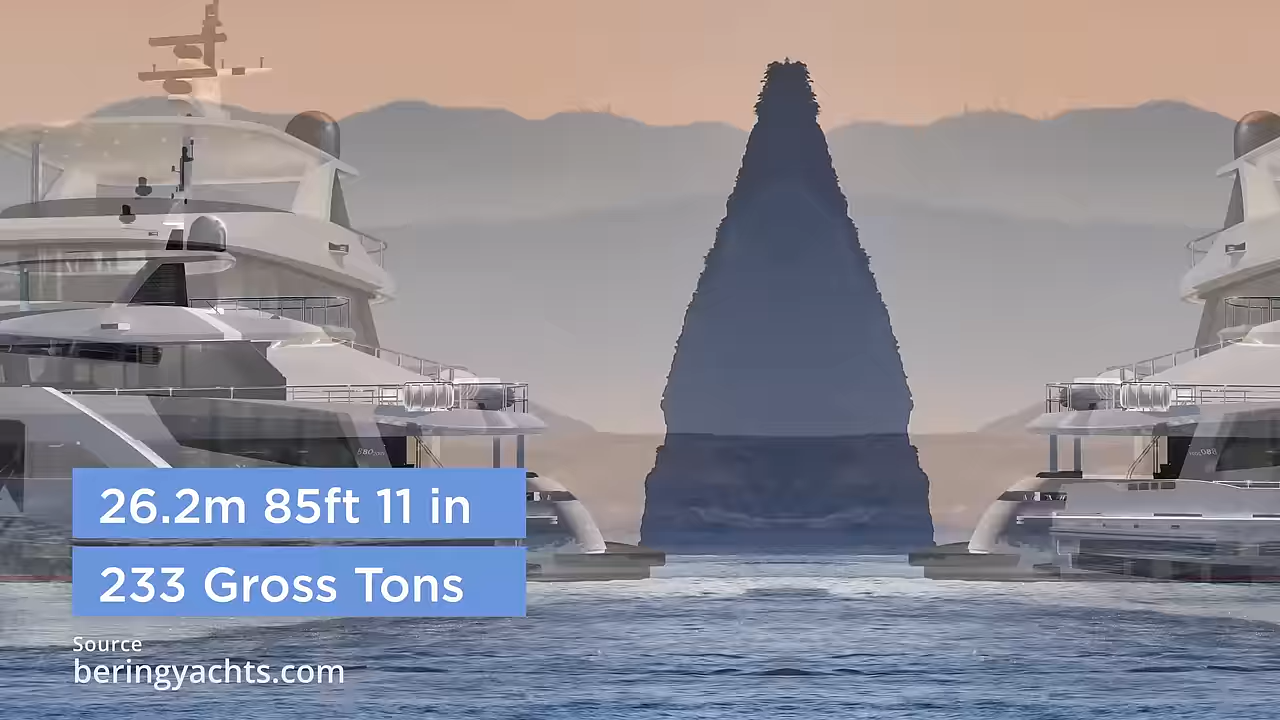 26.2m 85ft 11 in
233 Gross Tons
Source
beringyachts.com